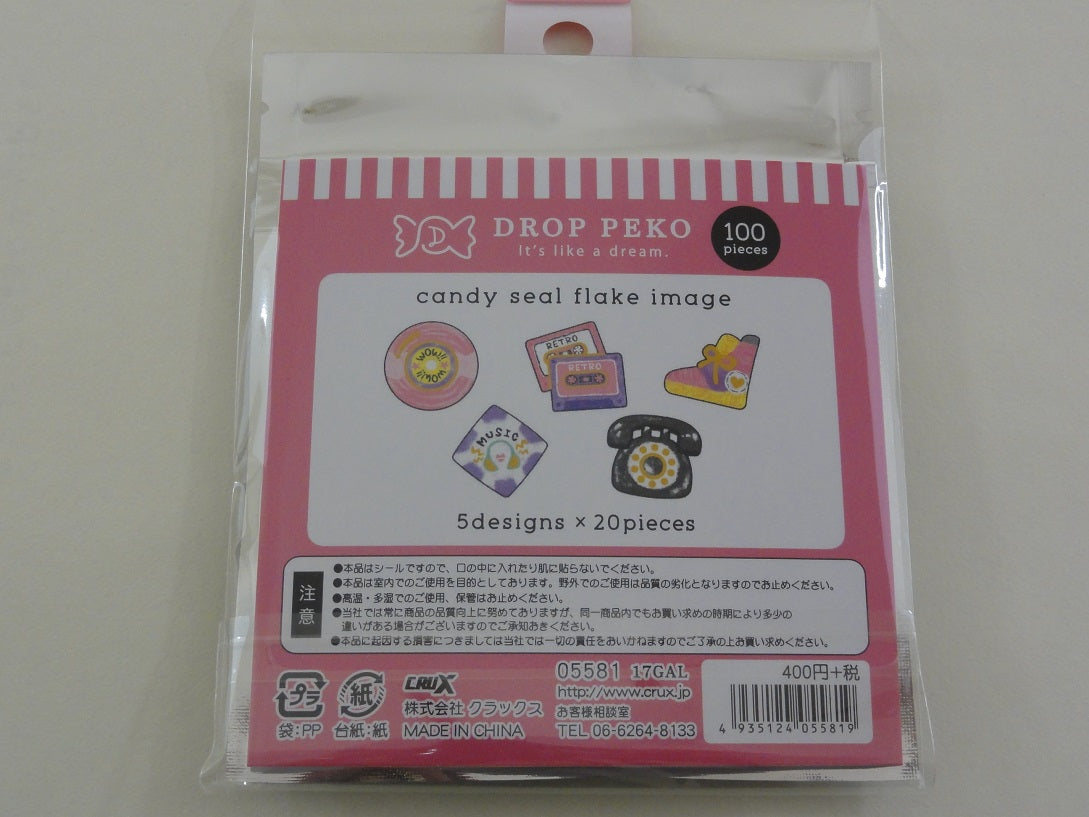 D
DROP PEKO
It's like a dream.
100
pieces
candy seal flake image
WOW!!
WOW!!
RETRO
RETRO
MUSIC
5designs × 20pieces
注意
●本品はシールですので、口の中に入れたり肌に貼らないでください。
●本品は室内でのご使用を目的としております。野外でのご使用は品質の劣化となりますのでお止めください。
●高温・多湿でのご使用、保管はお止めください。
●当社では常に商品の品質向上に努めておりますが、同一商品内でもお買い求めの時期により多少の
違いがある場合がございますのでご承知おきください。
●本品に起因する損害につきましては当社では一切の責任をおいかねますのでご了承の上お買い求めください。
プラ
袋:PP
紙
台紙:紙
CRUX
株式会社 クラックス
MADE IN CHINA
05581 17GAL
http://www.crux.jp
お客様相談室
TEL 06-6264-8133
400円+税
4 935124 055819